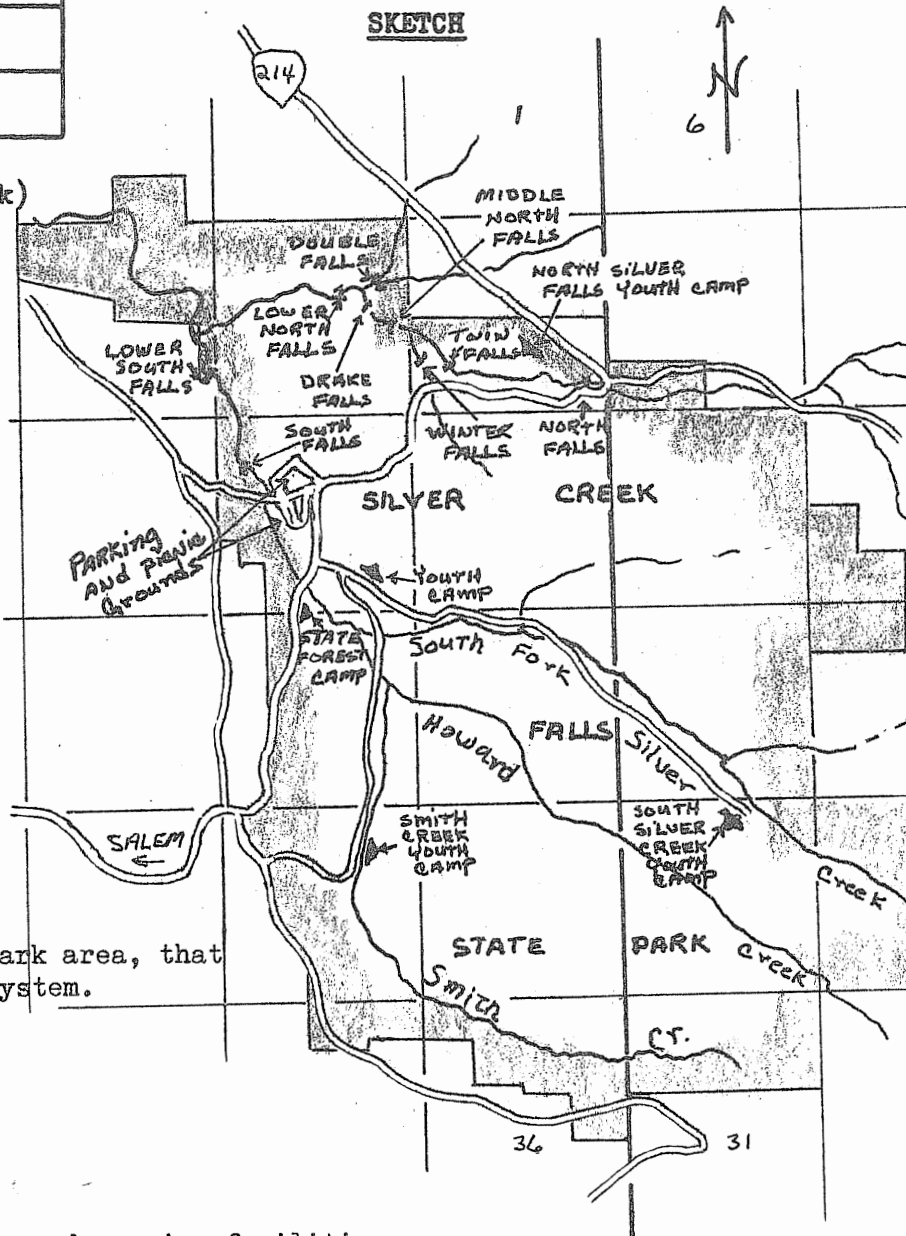 SKETCH
214
N
1
6
k)
MIDDLE
NORTH
FALLS
DOUBLE
FALLS
NORTH SILVER
FALLS YOUTH CAMP
LOWER
NORTH
FALLS
TWIN
FALLS
LOWER
SOUTH
FALLS
DRAKE
FALLS
SOUTH
FALLS
WINTER
FALLS
NORTH
FALLS
SILVER CREEK
PARKING
AND PICNIC
Grounds
YOUTH
CAMP
STATE
FOREST
CAMP
South Fork
Silver
Creek
FALLS
Howard
Creek
SALEM
SMITH
CREEK
YOUTH
CAMP
SOUTH
SILVER
CREEK
YOUTH
CAMP
STATE PARK
ark area, that
ystem.
Smith
Cr.
36
31